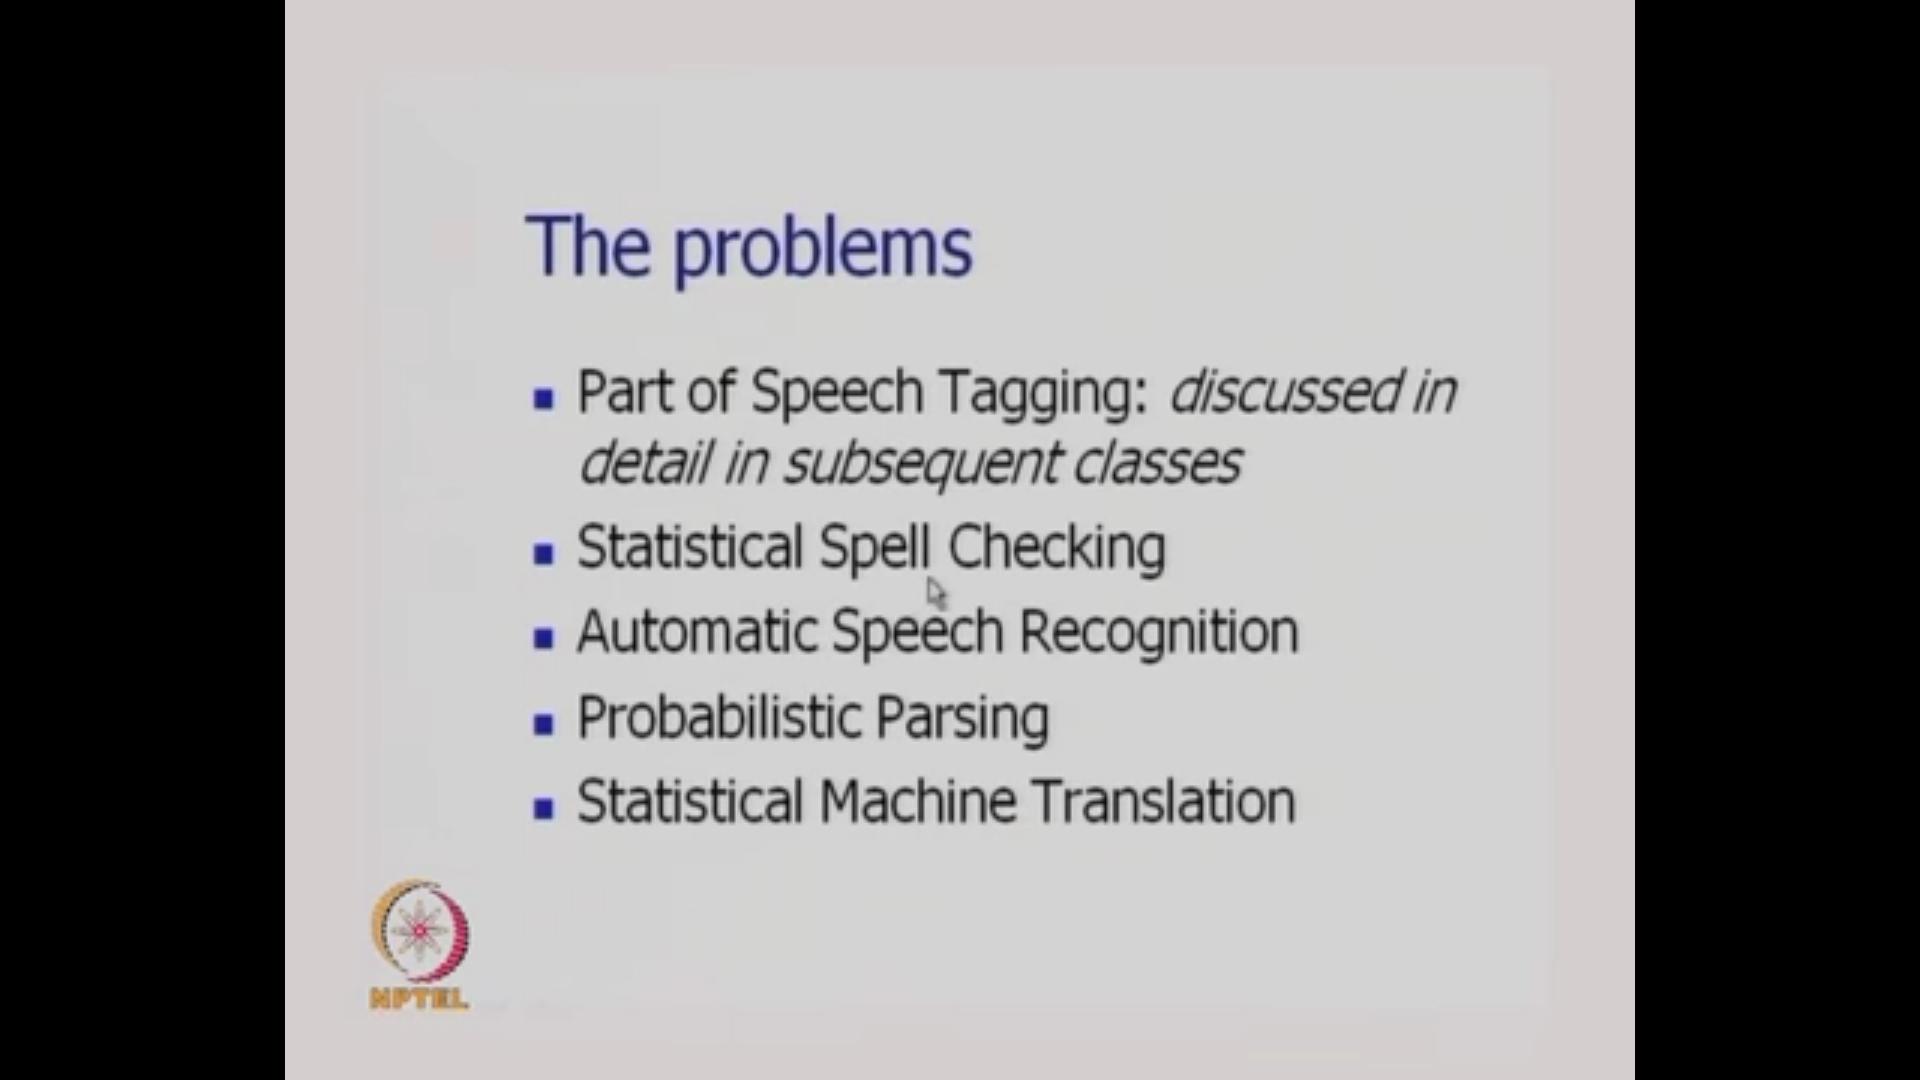 The problems
Part of Speech Tagging: discussed in
detail in subsequent classes
Statistical Spell Checking
Automatic Speech Recognition
Probabilistic Parsing
Statistical Machine Translation
NPTEL